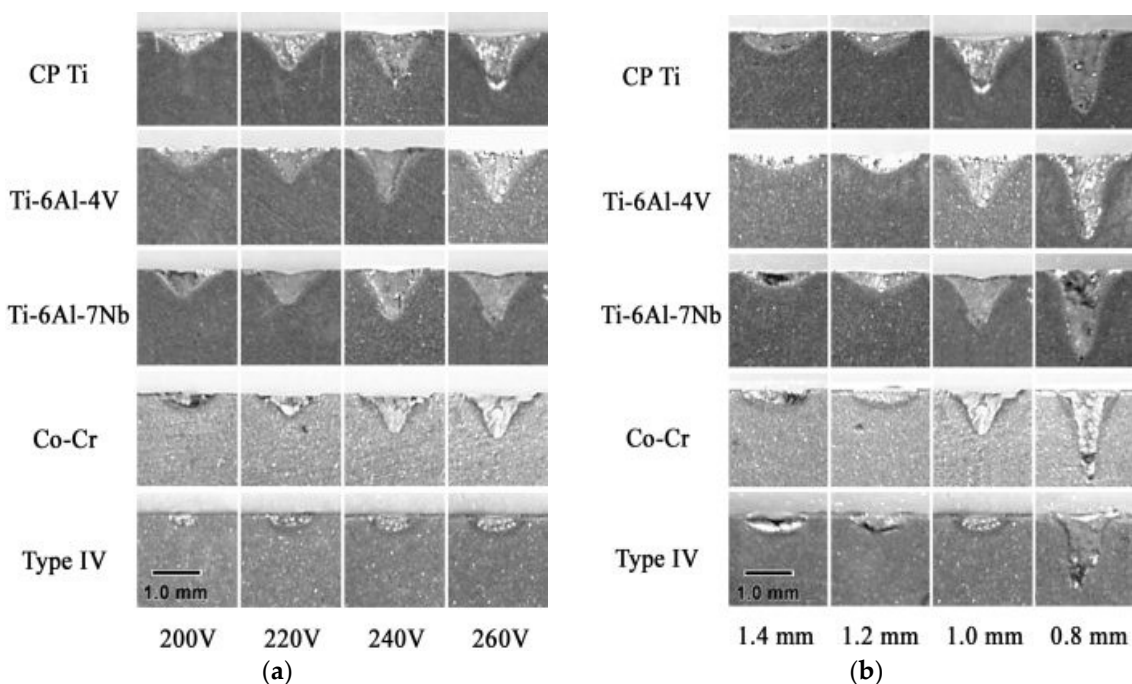 CP Ti
Ti-6Al-4V
Ti-6Al-7Nb
Co-Cr
Type IV
1.0 mm
200V 220V 240V 260V
(a)
CP Ti
Ti-6Al-4V
Ti-6Al-7Nb
Co-Cr
Type IV
1.0 mm
1.4 mm 1.2 mm 1.0 mm 0.8 mm
(b)